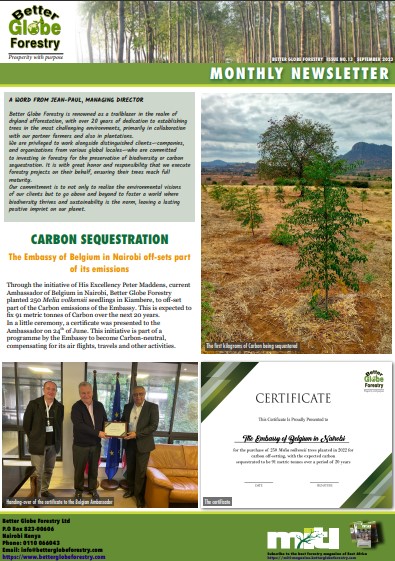 Better
Globe
Forestry
Prosperity with purpose
BETTER GLOBE FORESTRY ISSUE NO.12 SEPTEMBER 2023
MONTHLY NEWSLETTER
A WORD FROM JEAN-PAUL, MANAGING DIRECTOR
Better Globe Forestry is renowned as a trailblazer in the realm of
dryland afforestation, with over 20 years of dedication to establishing
trees in the most challenging environments, primarily in collaboration
with our partner farmers and also in plantations.
We are privileged to work alongside distinguished clients—companies,
and organizations from various global locales—who are committed
to investing in forestry for the preservation of biodiversity or carbon
sequestration. It is with great honor and responsibility that we execute
forestry projects on their behalf, ensuring their trees reach full
maturity.
Our commitment is to not only to realize the environmental visions
of our clients but to go above and beyond to foster a world where
biodiversity thrives and sustainability is the norm, leaving a lasting
positive imprint on our planet.
CARBON SEQUESTRATION
The Embassy of Belgium in Nairobi off-sets part
of its emissions
Through the initiative of His Excellency Peter Maddens, current
Ambassador of Belgium in Nairobi, Better Globe Forestry
planted 250 Melia volkensii seedlings in Kiambere, to off-set
part of the Carbon emissions of the Embassy. This is expected to
fix 91 metric tonnes of Carbon over the next 20 years.
In a little ceremony, a certificate was presented to the
Ambassador on 24th of June. This initiative is part of a
programme by the Embassy to become Carbon-neutral,
compensating for its air flights, travels and other activities.
The first kilograms of Carbon being sequestrated
Handing-over of the certificate to the Belgian Ambassador
Better
Globe
Forestry
CERTIFICATE
This Certificate Is Proudly Presented to
The Embassy of Belgium in Nairobi
for the purchase of 250 Melia volkensii trees planted in 2022 for
carbon off-setting, with the expected carbon
sequestrated to be 91 metric tonnes over a period of 20 years
DATE
SIGNATURE
The certificate
Better Globe Forestry Ltd
P.O Box 823-00606
Nairobi Kenya
Phone: 0110 066043
Email: info@betterglobeforestry.com
https://www.betterglobeforestry.com
miti
Subscribe to the best forestry magazine of East Africa